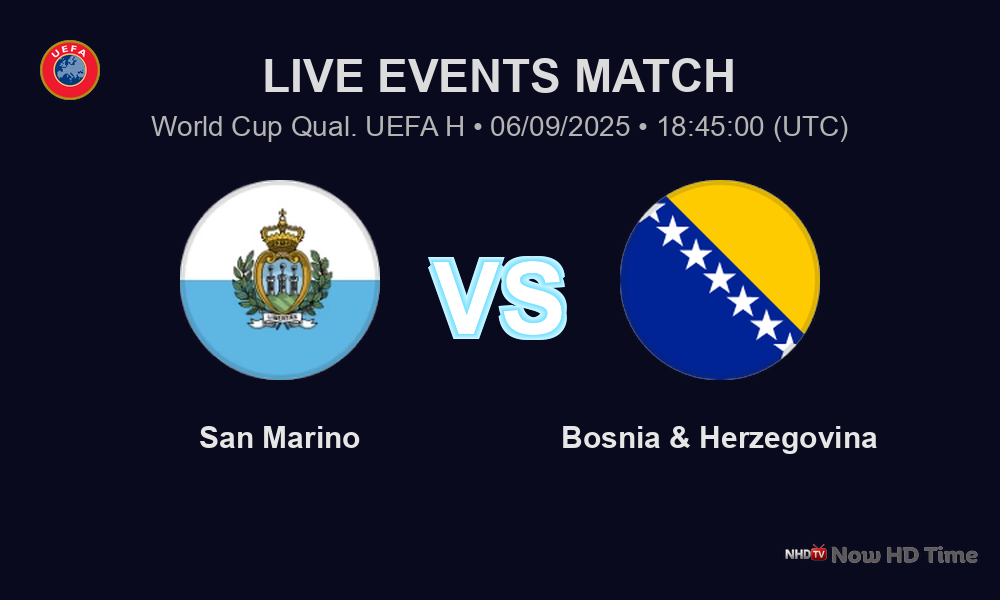 UEFA
LIVE EVENTS MATCH
World Cup Qual. UEFA H • 06/09/2025 • 18:45:00 (UTC)
LIBERTAS
VS
San Marino
Bosnia & Herzegovina
NHD TV Now HD Time